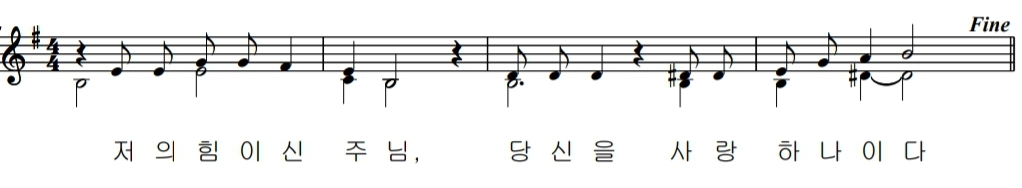 Fine
저 의 힘 이 신 주 님, 당 신 을 사 랑 하 나 이 다